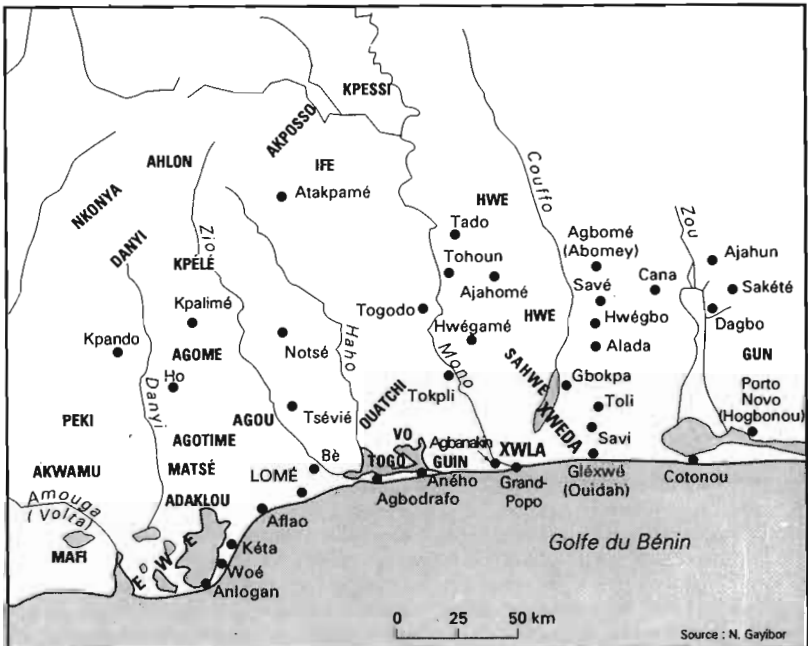 KPESSI
AKPOSSO
AHLON
IFE
NKONYA
Atakpamé
HWE
Couffo
Zou
Tado
Agbomé
(Abomey)
Ajahun
DANYI
Zio
KPÉLÉ
Tohoun
Savé
Cana
Sakété
Ajahomé
Kpalimé
Togodo
HWE
Hwégbo
Dagbo
Kpando
Notsé
Haho
Mono
Hwégamé
Alada
GUN
AGOME
SAHWE
Ho
Danyi
Tokpli
Gbokpa
Porto
Novo
(Hogbonou)
PEKI
AGOU
Tsévié
OUATCHI
XWEDA
Toli
AGOTIME
VO
Agbanakin
XWLA
Savi
Bè
TOGO
GUIN
AKWAMU
MATSÉ
LOMÉ
Aného
Grand-
Popo
Gléxwé
(Ouidah)
Cotonou
Amouga
(Volta)
ADAKLOU
Agbodrafo
Aflao
MAFI
EWE
Kéta
Golfe du Bénin
Woé
Anlogan
0 25 50 km
Source : N. Gayibor